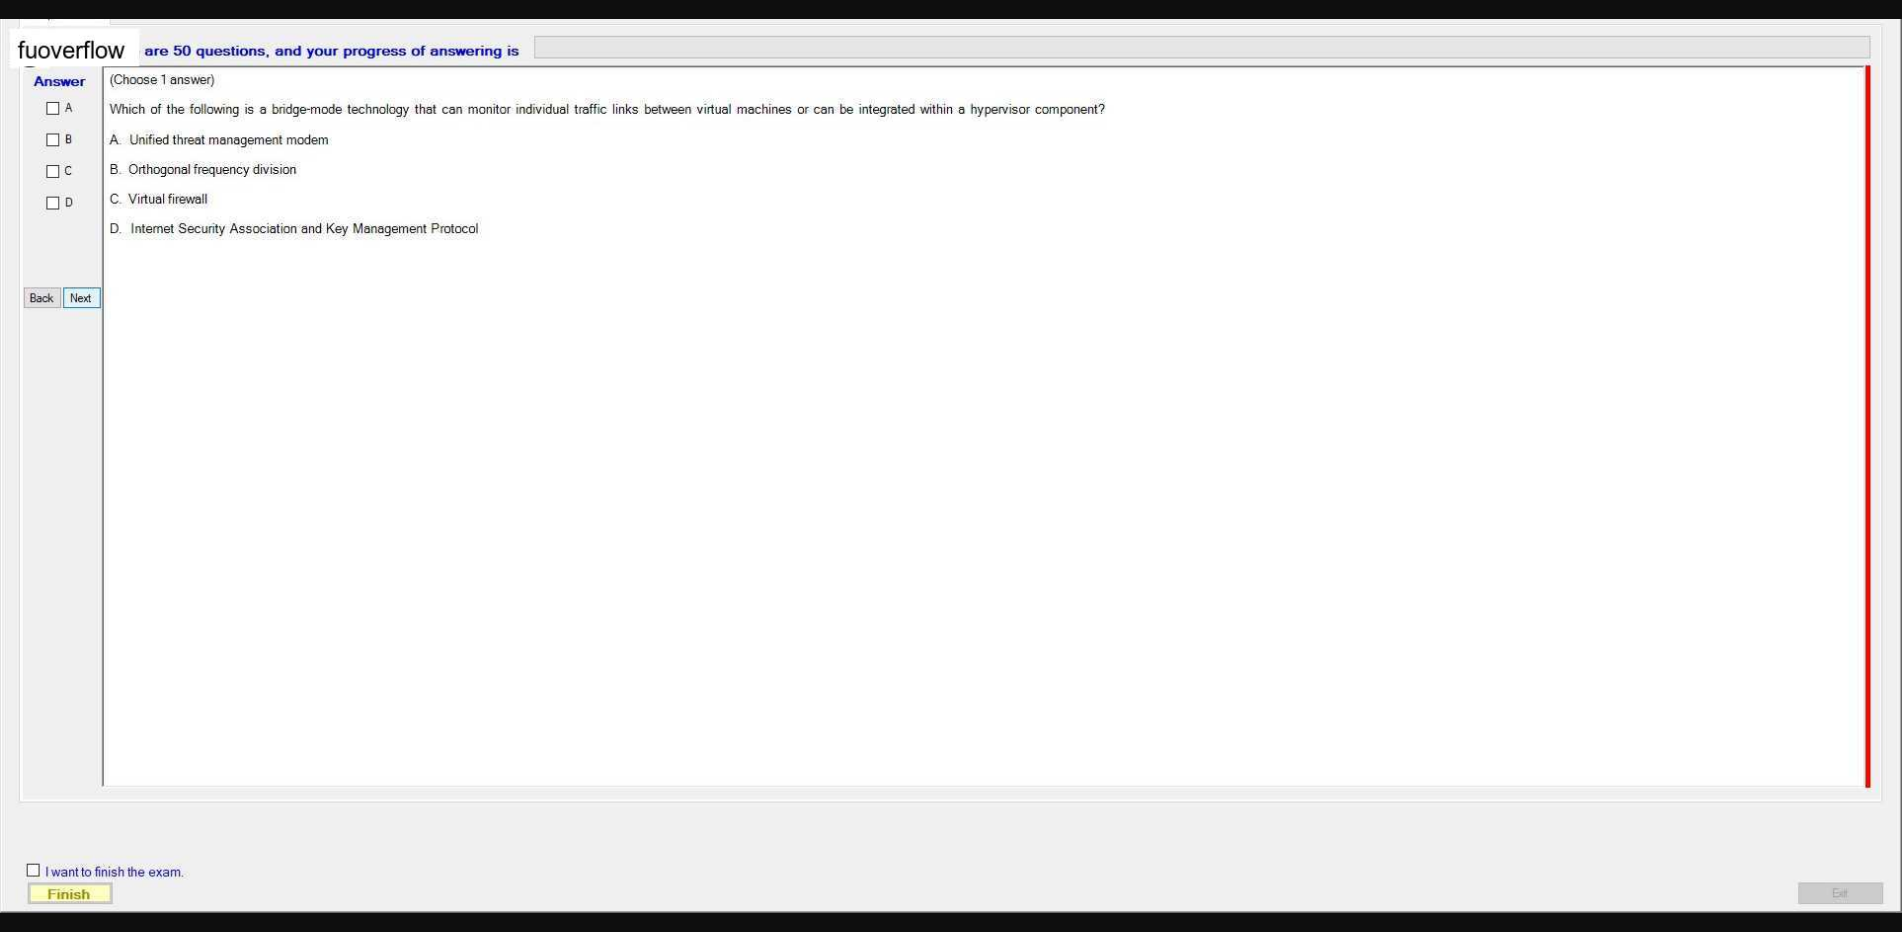 fuoverflow are 50 questions, and your progress of answering is
Answer
(Choose 1 answer)
A
Which of the following is a bridge-mode technology that can monitor individual traffic links between virtual machines or can be integrated within a hypervisor component?
B
A. Unified threat management modem
C
B. Orthogonal frequency division
D
C. Virtual firewall
D. Internet Security Association and Key Management Protocol
Back Next
I want to finish the exam.
Finish
Exit